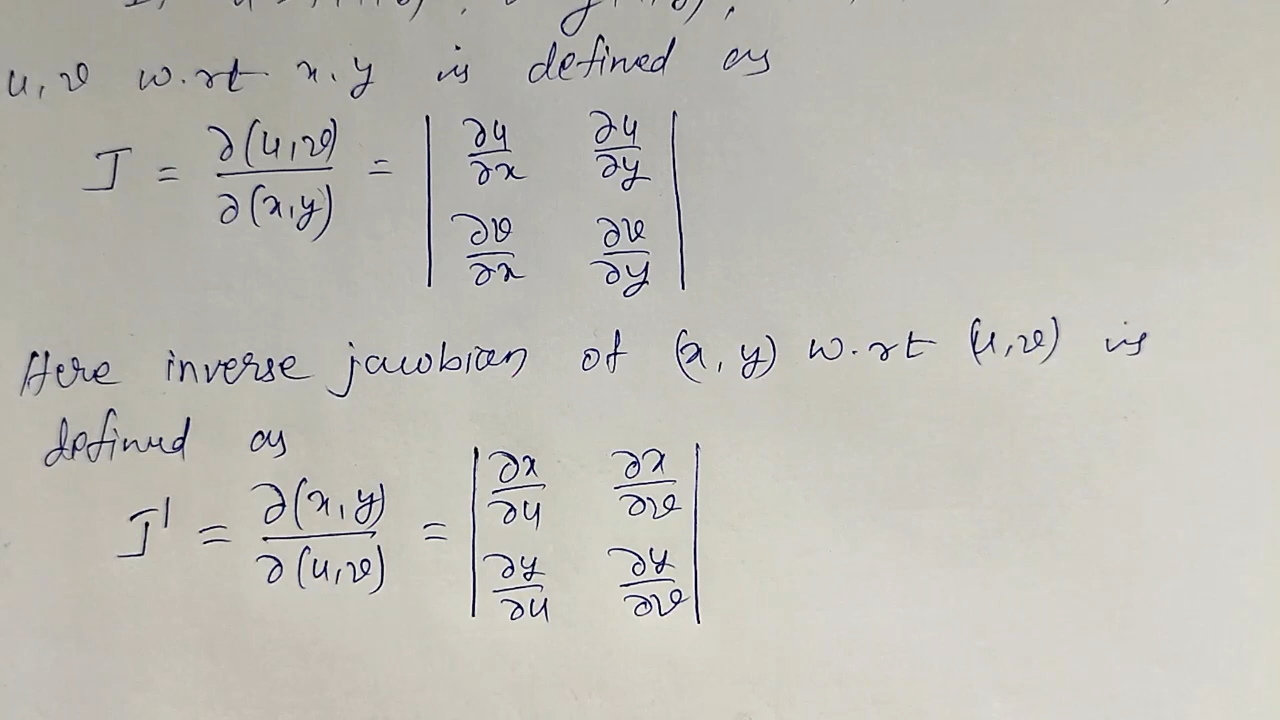 u, v w.r.t x, y is defined as
J = ∂(u,v)/∂(x,y) = | ∂u/∂x ∂u/∂y |
| ∂v/∂x ∂v/∂y |
Here inverse jacobian of (x, y) w.r.t (u,v) is
defined as
J' = ∂(x,y)/∂(u,v) = | ∂x/∂u ∂x/∂v |
| ∂y/∂u ∂y/∂v |